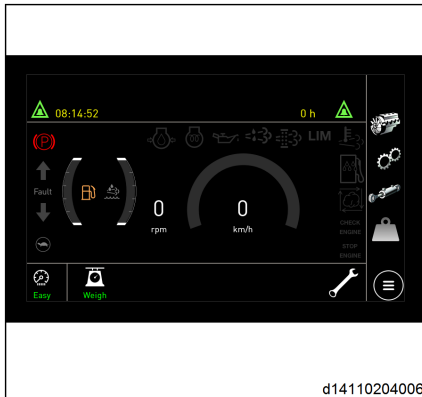 08:14:52
0 h
(P)
LIM
Fault
0
rpm
0
km/h
CHECK
ENGINE
STOP
ENGINE
Easy
Weigh
d14110204006